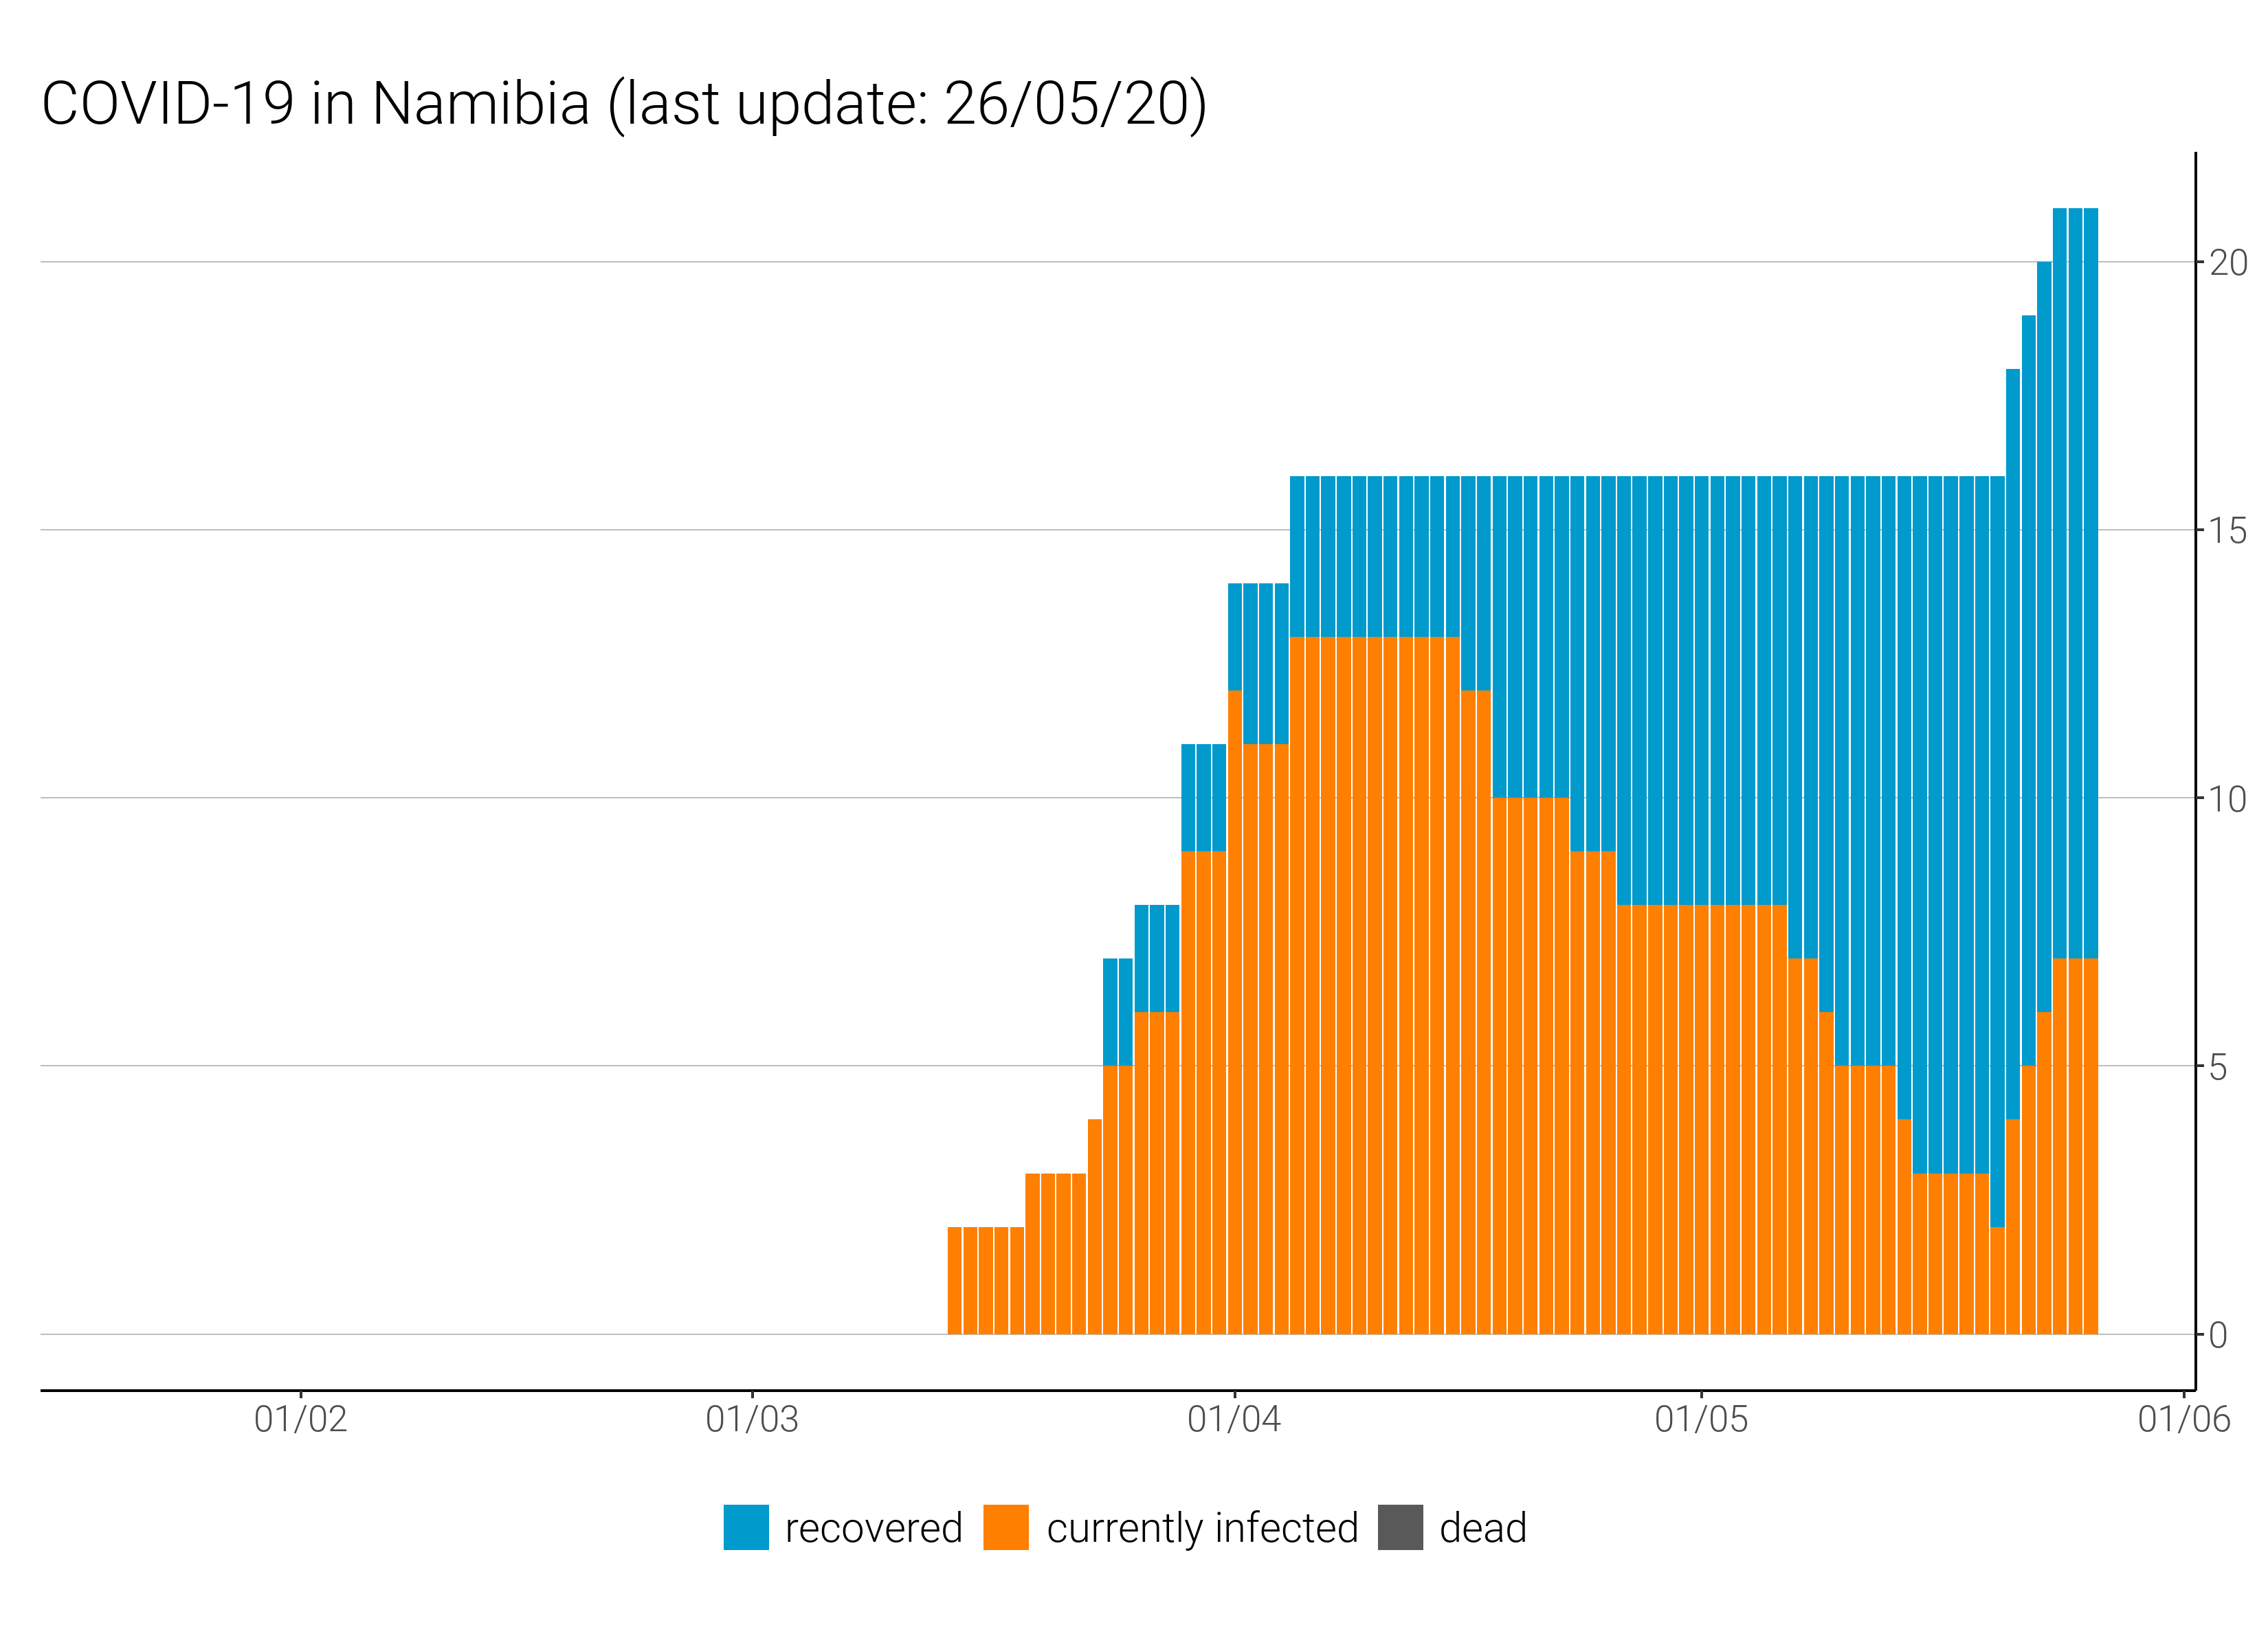 COVID-19 in Namibia (last update: 26/05/20)
20
15
10
5
0
01/02 01/03 01/04 01/05 01/06
recovered currently infected dead